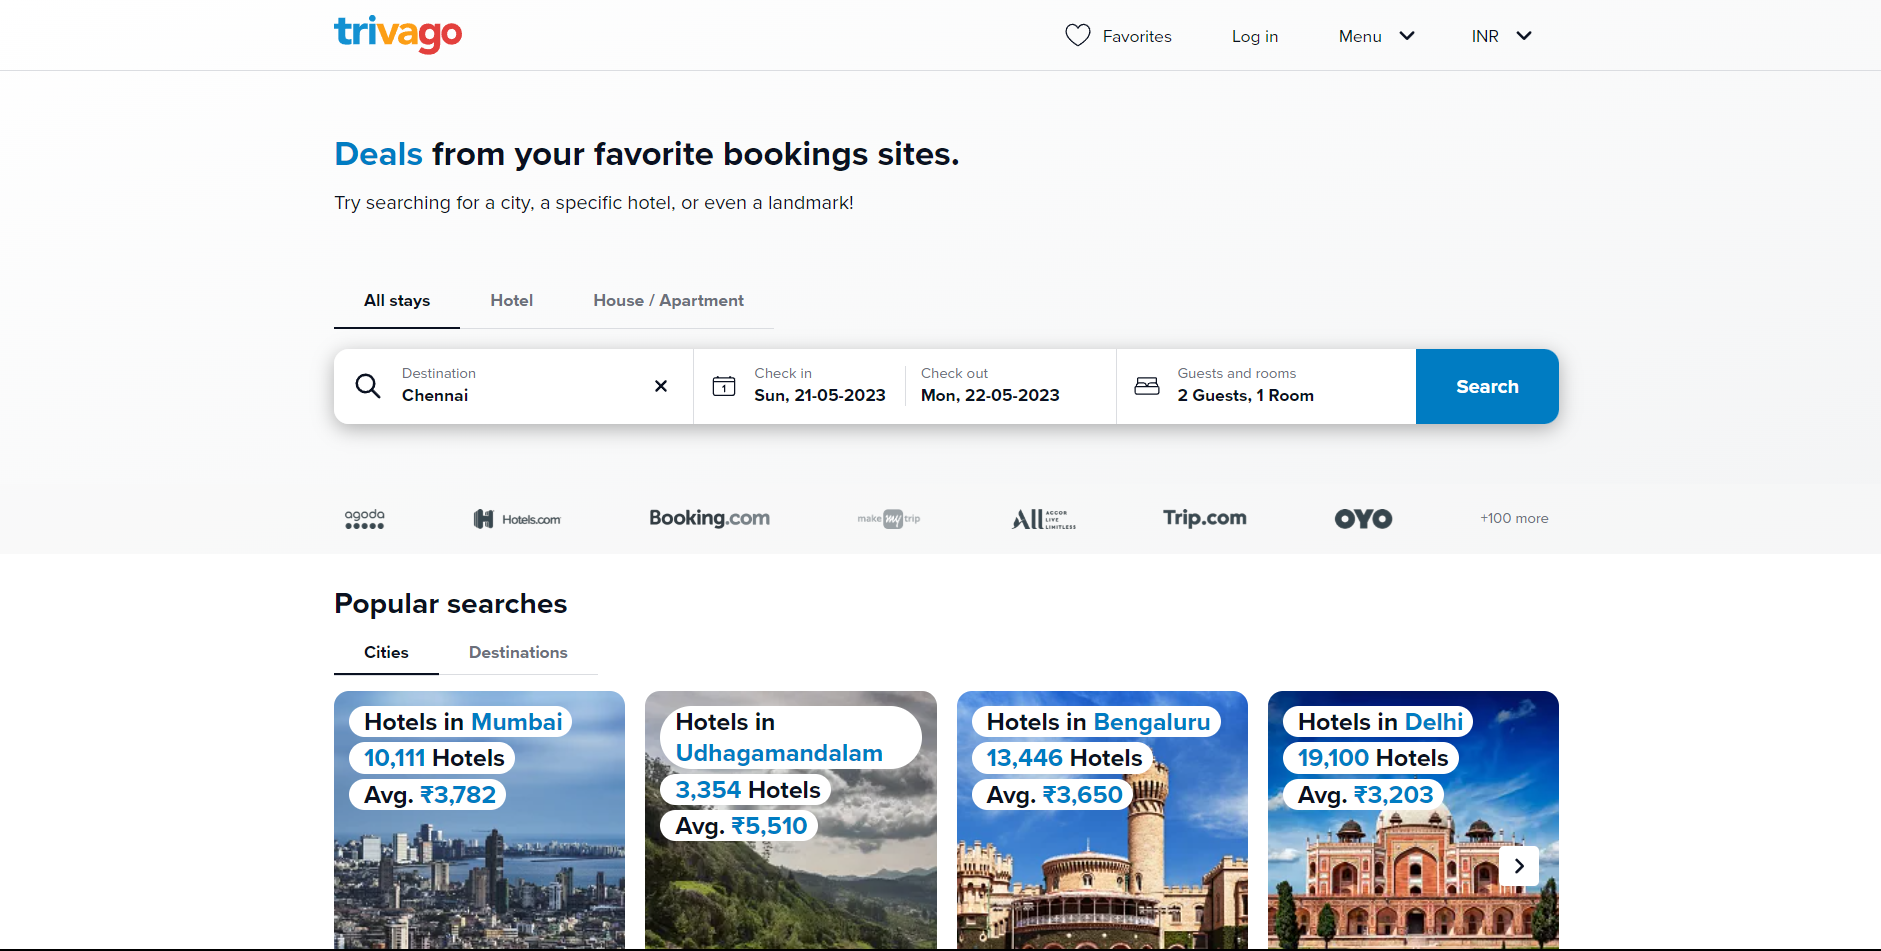 trivago
Favorites
Log in
Menu
INR
Deals from your favorite bookings sites.
Try searching for a city, a specific hotel, or even a landmark!
All stays
Hotel
House / Apartment
Destination
Chennai
1
Check in
Sun, 21-05-2023
Check out
Mon, 22-05-2023
Guests and rooms
2 Guests, 1 Room
Search
agoda
H Hotels.com
Booking.com
make my trip
All ACCOR LIVE LIMITLESS
Trip.com
OYO
+100 more
Popular searches
Cities
Destinations
Hotels in Mumbai
10,111 Hotels
Avg. ₹3,782
Hotels in
Udhagamandalam
3,354 Hotels
Avg. ₹5,510
Hotels in Bengaluru
13,446 Hotels
Avg. ₹3,650
Hotels in Delhi
19,100 Hotels
Avg. ₹3,203